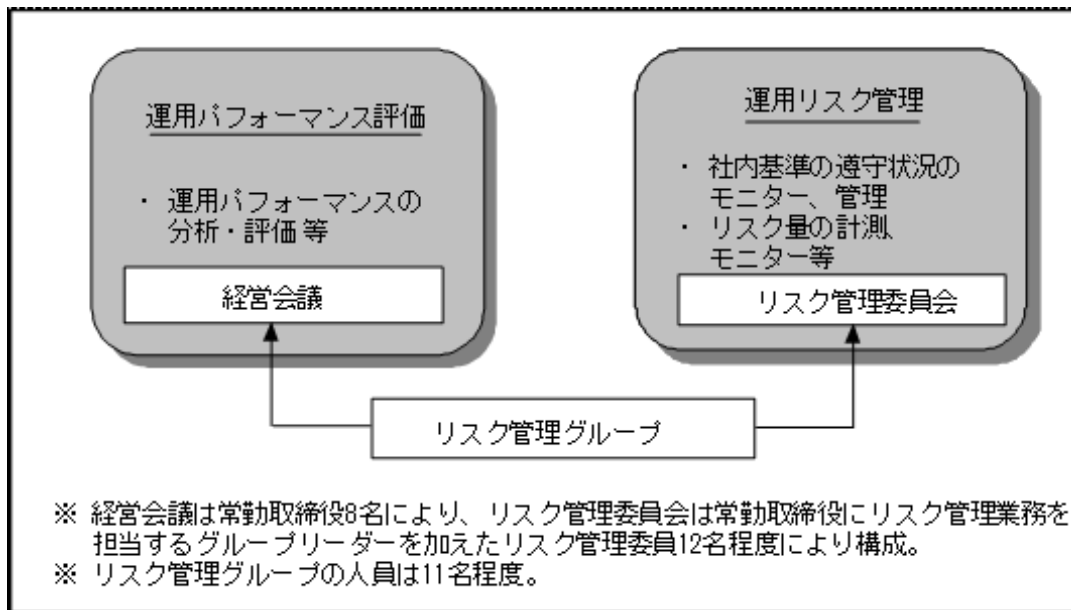 運用パフォーマンス評価
・ 運用パフォーマンスの
分析・評価 等
経営会議
運用リスク管理
・ 社内基準の遵守状況の
モニター、管理
・ リスク量の計測、
モニター等
リスク管理委員会
リスク管理グループ
※ 経営会議は常勤取締役8名により、リスク管理委員会は常勤取締役にリスク管理業務を
担当するグループリーダーを加えたリスク管理委員12名程度により構成。
※ リスク管理グループの人員は11名程度。